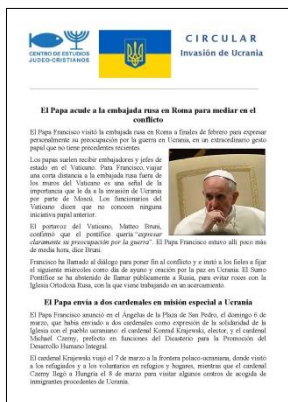 CENTRO DE ESTUDIOS
JUDEO-CRISTIANOS
CIRCULAR
Invasión de Ucrania
El Papa acude a la embajada rusa en Roma para mediar en el
conflicto
El Papa Francisco visitó la embajada rusa en Roma a finales de febrero para expresar
personalmente su preocupación por la guerra en Ucrania, en un extraordinario gesto
papal que no tiene precedentes recientes.
Los papas suelen recibir embajadores y jefes de
estado en el Vaticano. Para Francisco, viajar
una corta distancia a la embajada rusa fuera de
los muros del Vaticano es una señal de la
importancia que le da a la invasión de Ucrania
por parte de Moscú. Los funcionarios del
Vaticano dicen que no conocen ninguna
iniciativa papal anterior.
El portavoz del Vaticano, Matteo Bruni,
confirmó que el pontífice quería "expresar
claramente su preocupación por la guerra". El Papa Francisco estuvo allí poco más
de media hora, dice Bruni.
Francisco ha llamado al diálogo para poner fin al conflicto y e instó a los fieles a fijar
el siguiente miércoles como día de ayuno y oración por la paz en Ucrania. El Sumo
Pontífice se ha abstenido de llamar públicamente a Rusia, para evitar roces con la
Iglesia Ortodoxa Rusa, con la que viene trabajando en un acercamiento.
El Papa envía a dos cardenales en misión especial a Ucrania
El Papa Francisco anunció en el Ángelus de la Plaza de San Pedro, el domingo 6 de
marzo, que había enviado a dos cardenales como expresión de la solidaridad de la
Iglesia con el pueblo ucraniano: el cardenal Konrad Krajewski, elector, y el cardenal
Michael Czerny, prefecto en funciones del Dicasterio para la Promoción del
Desarrollo Humano Integral.
El cardenal Krajewski viajó el 7 de marzo a la frontera polaco-ucraniana, donde visitó
a los refugiados y a los voluntarios en refugios y hogares, mientras que el cardenal
Czerny llegó a Hungría el 8 de marzo para visitar algunos centros de acogida de
inmigrantes procedentes de Ucrania.